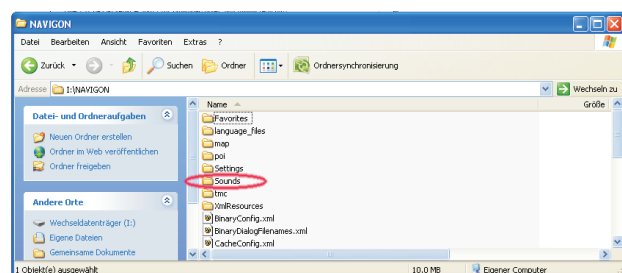 NAVIGON
Datei Bearbeiten Ansicht Favoriten Extras ?
Zurück Suchen Ordner Ordnersynchronisierung
Adresse I:\NAVIGON Wechseln zu
Name Größe
Datei- und Ordneraufgaben
Neuen Ordner erstellen
Ordner im Web veröffentlichen
Ordner freigeben
Andere Orte
Wechseldatenträger (I:)
Eigene Dateien
Gemeinsame Dokumente
Favorites
language_files
map
poi
Settings
Sounds
tmc
XmlResources
BinaryConfig.xml
BinaryDialogFilenames.xml
CacheConfig.xml
1 Objekt(e) ausgewählt 10,0 MB Eigener Computer